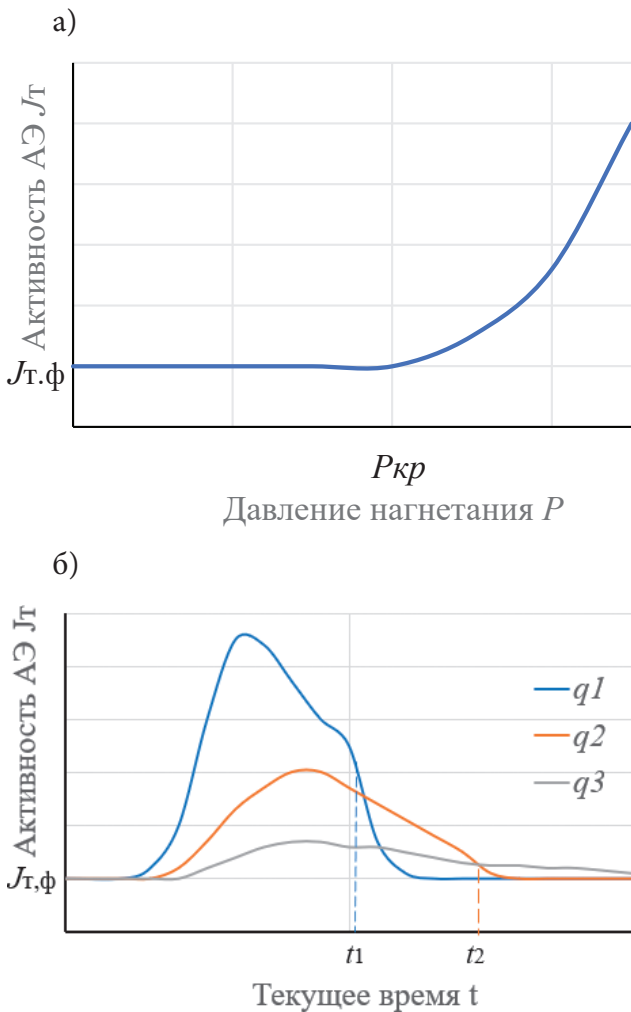 а)
Активность АЭ Jт
Jт.ф
Pкр
Давление нагнетания P
б)
Активность АЭ Jт
q1
q2
q3
Jт,ф
t1
t2
Текущее время t